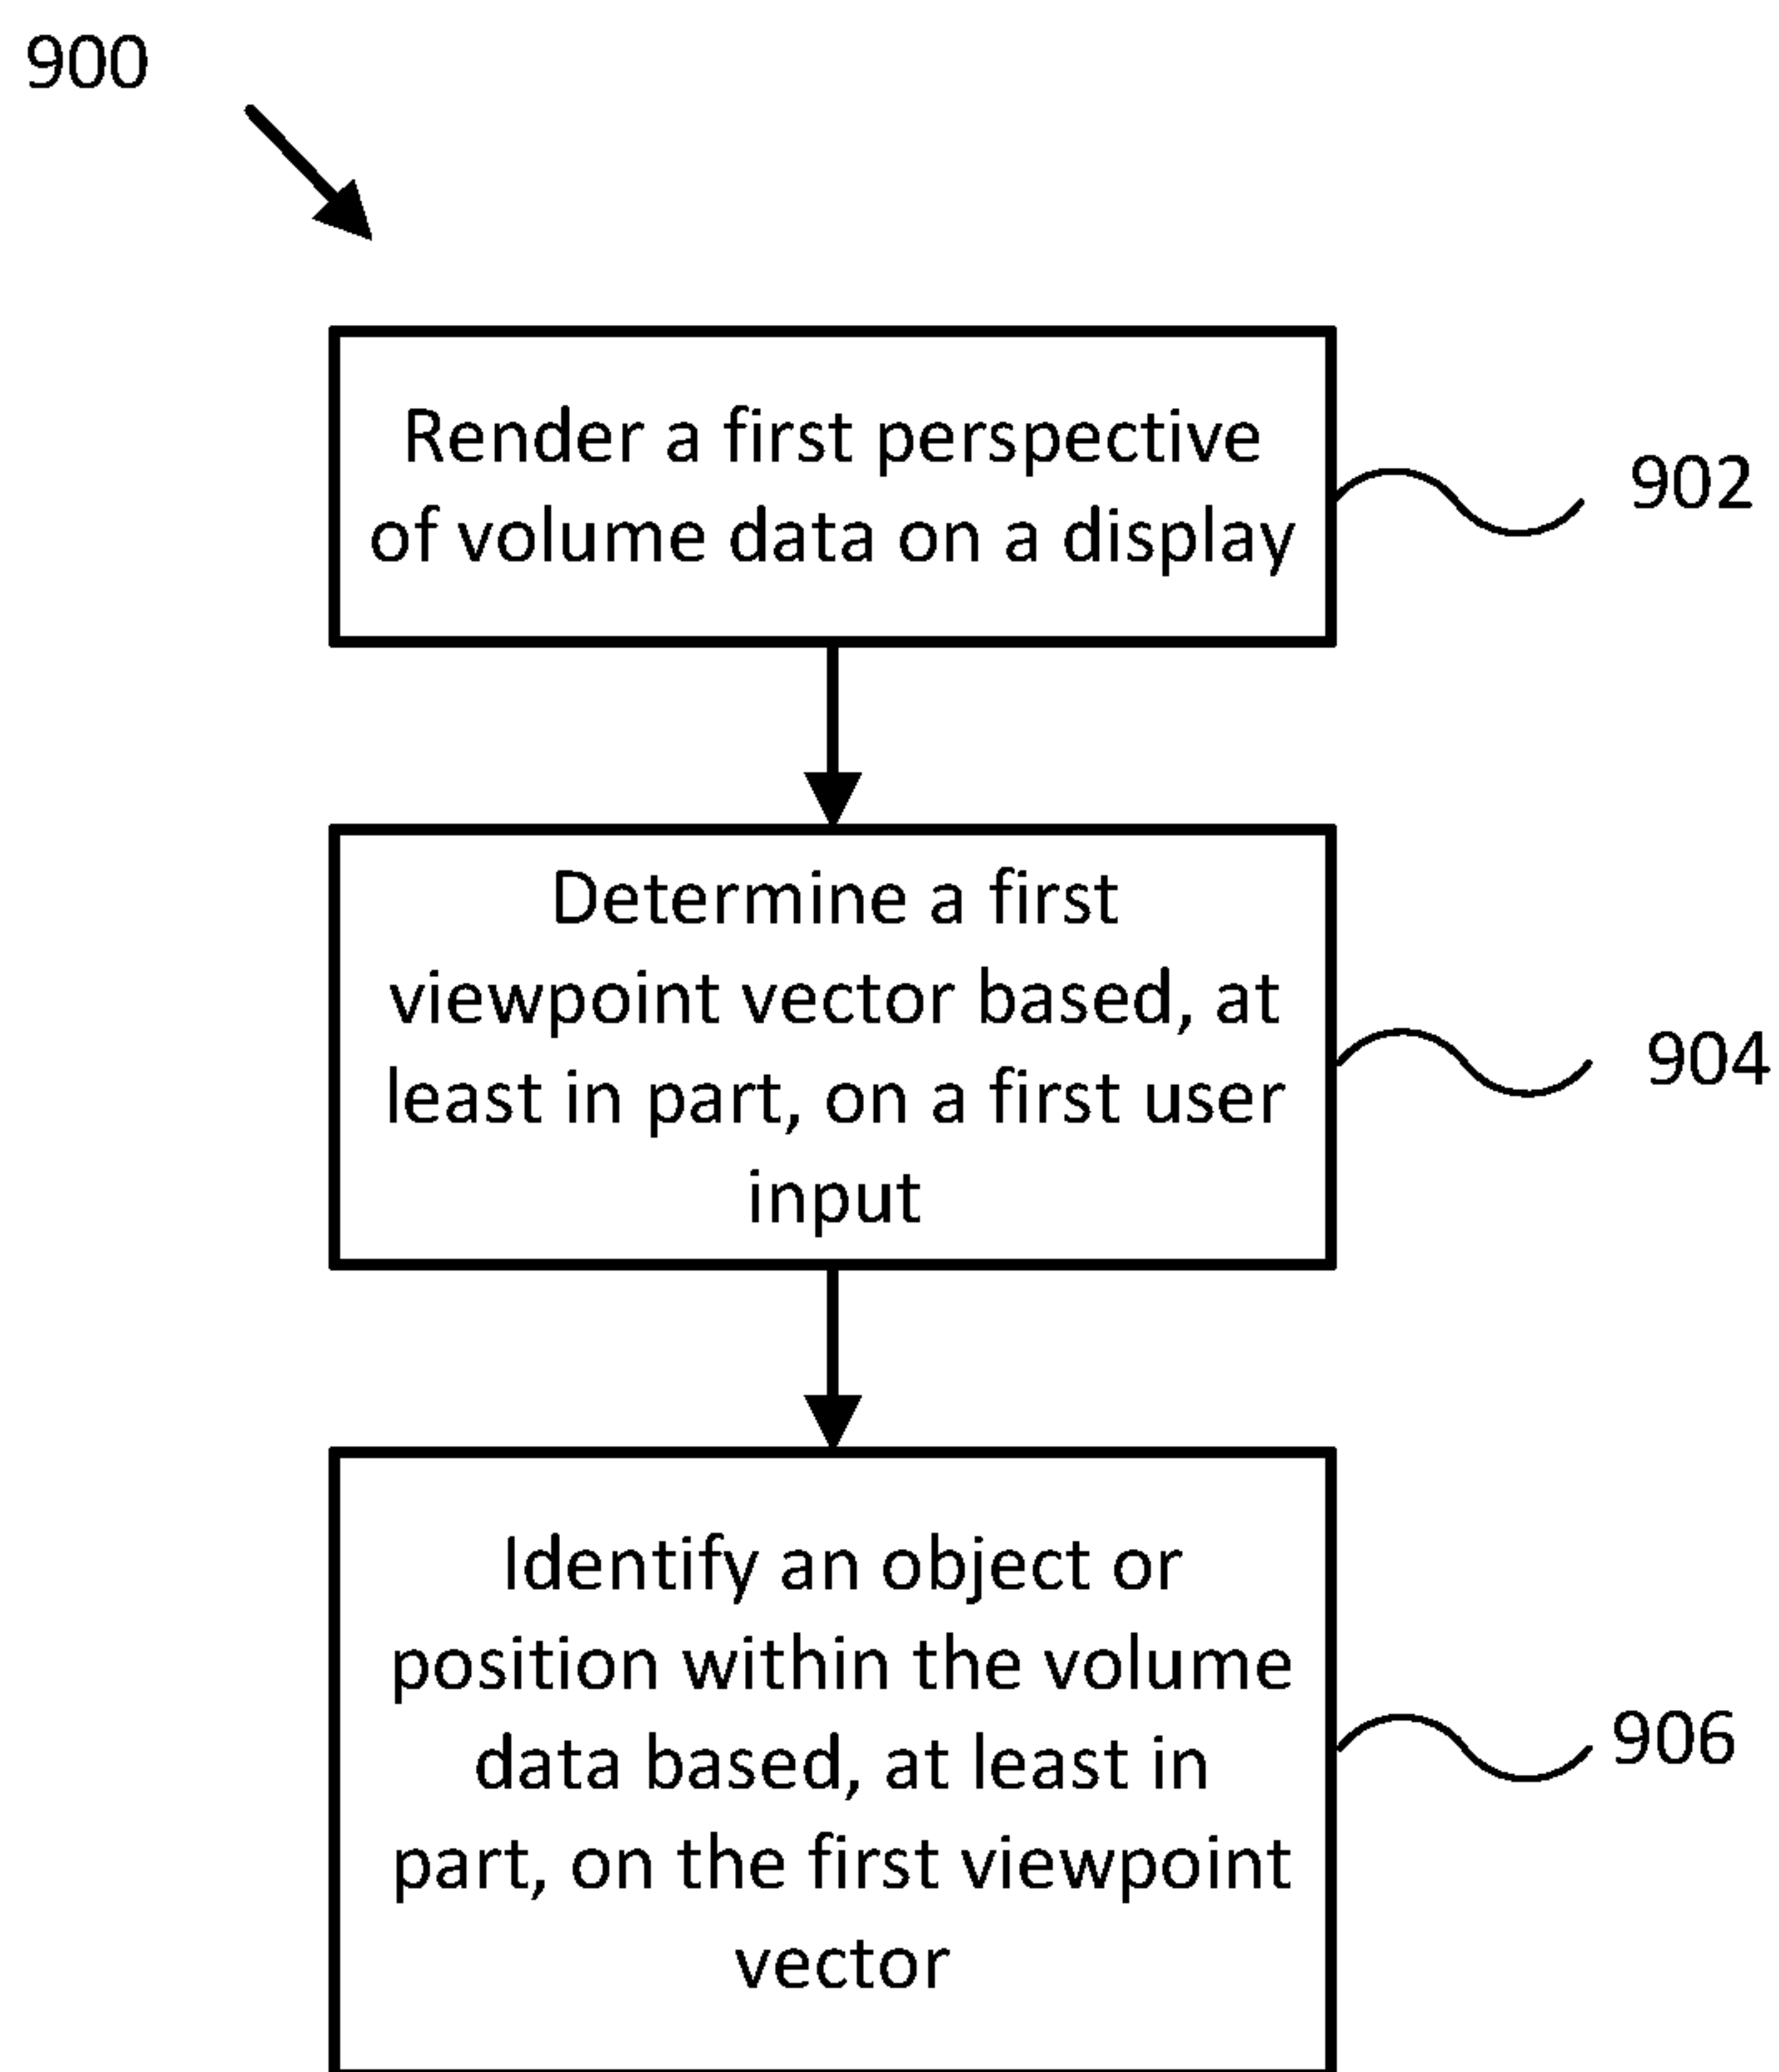 900
Render a first perspective
of volume data on a display
902
Determine a first
viewpoint vector based, at
least in part, on a first user
input
904
Identify an object or
position within the volume
data based, at least in
part, on the first viewpoint
vector
906